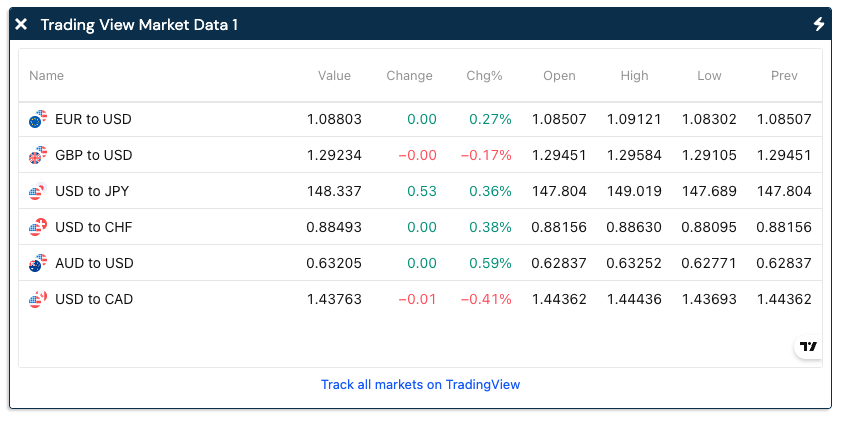 Trading View Market Data 1
Name Value Change Chg% Open High Low Prev
EUR to USD 1.08803 0.00 0.27% 1.08507 1.09121 1.08302 1.08507
GBP to USD 1.29234 −0.00 −0.17% 1.29451 1.29584 1.29105 1.29451
USD to JPY 148.337 0.53 0.36% 147.804 149.019 147.689 147.804
USD to CHF 0.88493 0.00 0.38% 0.88156 0.88630 0.88095 0.88156
AUD to USD 0.63205 0.00 0.59% 0.62837 0.63252 0.62771 0.62837
USD to CAD 1.43763 −0.01 −0.41% 1.44362 1.44436 1.43693 1.44362
Track all markets on TradingView